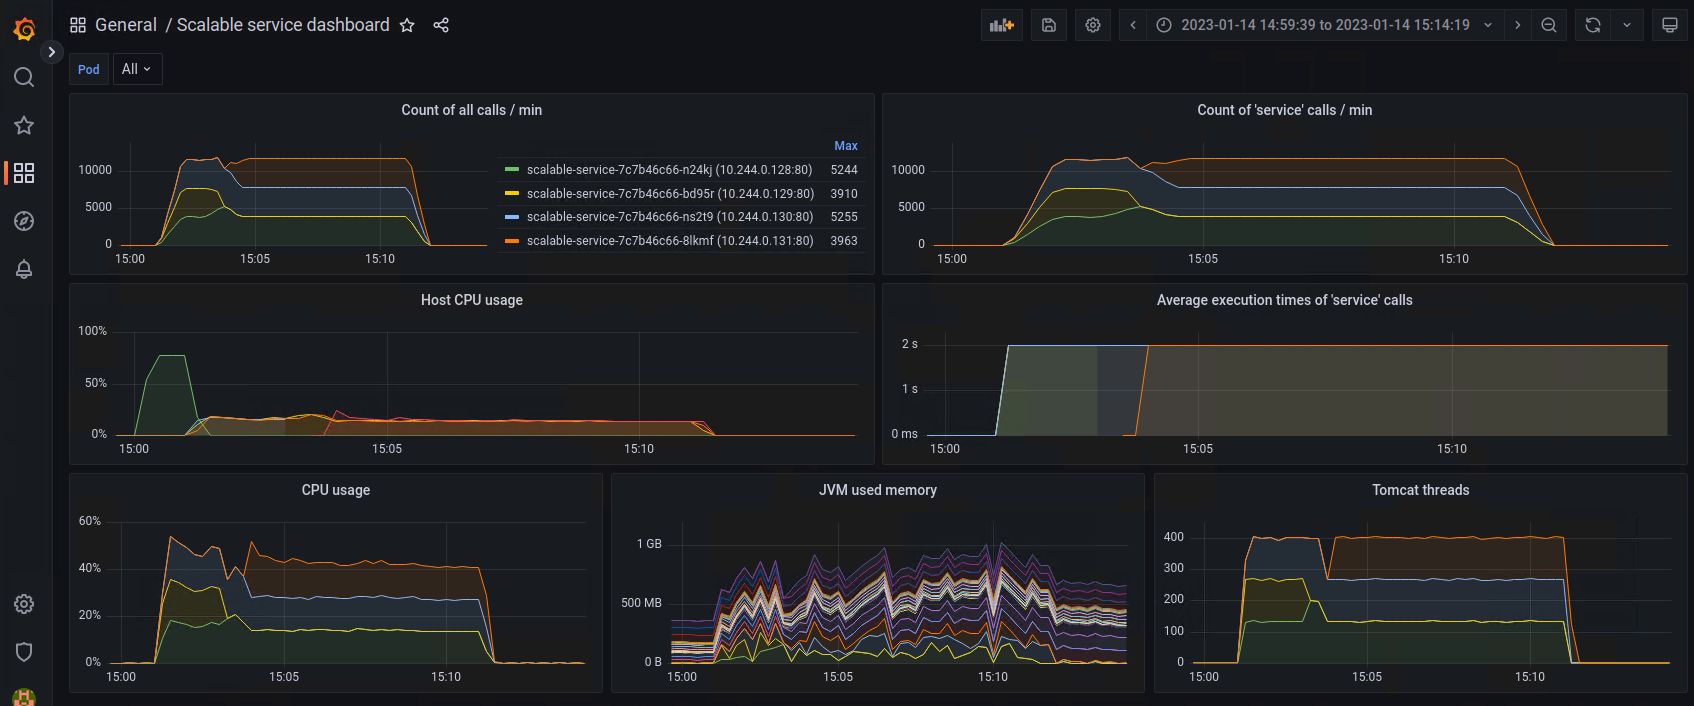 General / Scalable service dashboard
2023-01-14 14:59:39 to 2023-01-14 15:14:19
Pod All
Count of all calls / min
10000
5000
0
15:00 15:05 15:10
Max
scalable-service-7c7b46c66-n24kj (10.244.0.128:80) 5244
scalable-service-7c7b46c66-bd95r (10.244.0.129:80) 3910
scalable-service-7c7b46c66-ns2t9 (10.244.0.130:80) 5255
scalable-service-7c7b46c66-8lkmf (10.244.0.131:80) 3963
Count of 'service' calls / min
10000
5000
0
15:00 15:05 15:10
Host CPU usage
100%
50%
0%
15:00 15:05 15:10
Average execution times of 'service' calls
2 s
1 s
0 ms
15:00 15:05 15:10
CPU usage
60%
40%
20%
0%
15:00 15:05 15:10
JVM used memory
1 GB
500 MB
0 B
15:00 15:05 15:10
Tomcat threads
400
300
200
100
0
15:00 15:05 15:10